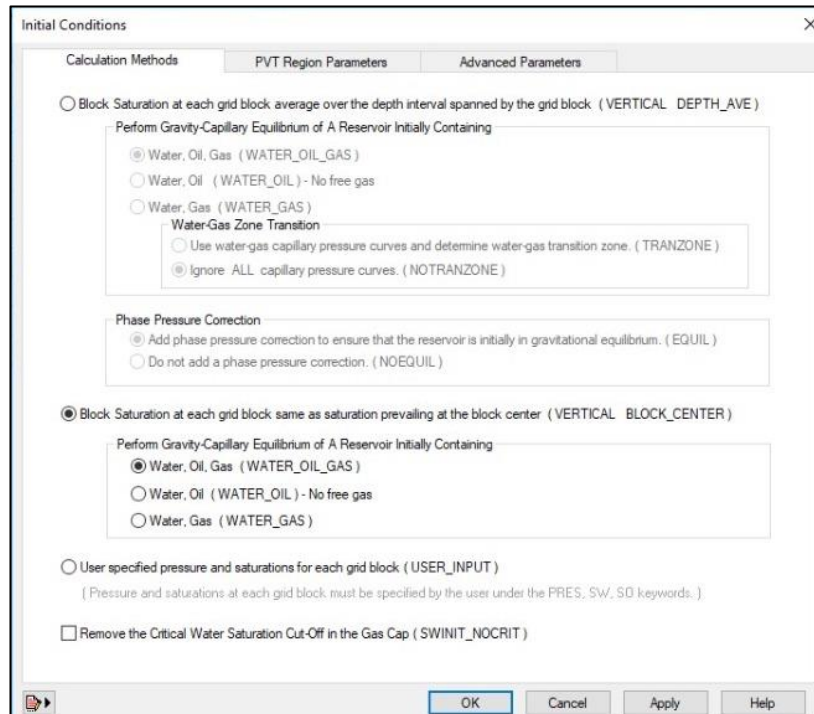 Initial Conditions
Calculation Methods
PVT Region Parameters
Advanced Parameters
Block Saturation at each grid block average over the depth interval spanned by the grid block ( VERTICAL DEPTH_AVE )
Perform Gravity-Capillary Equilibrium of A Reservoir Initially Containing
Water, Oil, Gas ( WATER_OIL_GAS )
Water, Oil ( WATER_OIL ) - No free gas
Water, Gas ( WATER_GAS )
Water-Gas Zone Transition
Use water-gas capillary pressure curves and determine water-gas transition zone. ( TRANZONE )
Ignore ALL capillary pressure curves. ( NOTRANZONE )
Phase Pressure Correction
Add phase pressure correction to ensure that the reservoir is initially in gravitational equilibrium. ( EQUIL )
Do not add a phase pressure correction. ( NOEQUIL )
Block Saturation at each grid block same as saturation prevailing at the block center ( VERTICAL BLOCK_CENTER )
Perform Gravity-Capillary Equilibrium of A Reservoir Initially Containing
Water, Oil, Gas ( WATER_OIL_GAS )
Water, Oil ( WATER_OIL ) - No free gas
Water, Gas ( WATER_GAS )
User specified pressure and saturations for each grid block ( USER_INPUT )
( Pressure and saturations at each grid block must be specified by the user under the PRES, SW, SO keywords. )
Remove the Critical Water Saturation Cut-Off in the Gas Cap ( SWINIT_NOCRIT )
OK
Cancel
Apply
Help